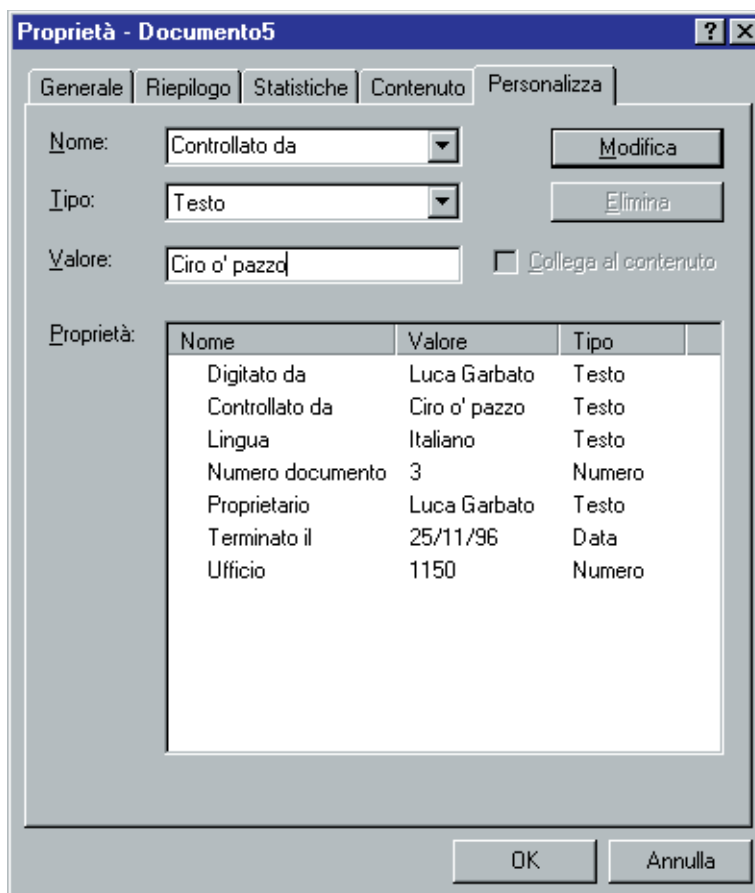 Proprietà - Documento5
Generale Riepilogo Statistiche Contenuto Personalizza
Nome: Controllato da Modifica
Tipo: Testo Elimina
Valore: Ciro o' pazzo Collega al contenuto
Proprietà: Nome Valore Tipo
Digitato da Luca Garbato Testo
Controllato da Ciro o' pazzo Testo
Lingua Italiano Testo
Numero documento 3 Numero
Proprietario Luca Garbato Testo
Terminato il 25/11/96 Data
Ufficio 1150 Numero
OK Annulla